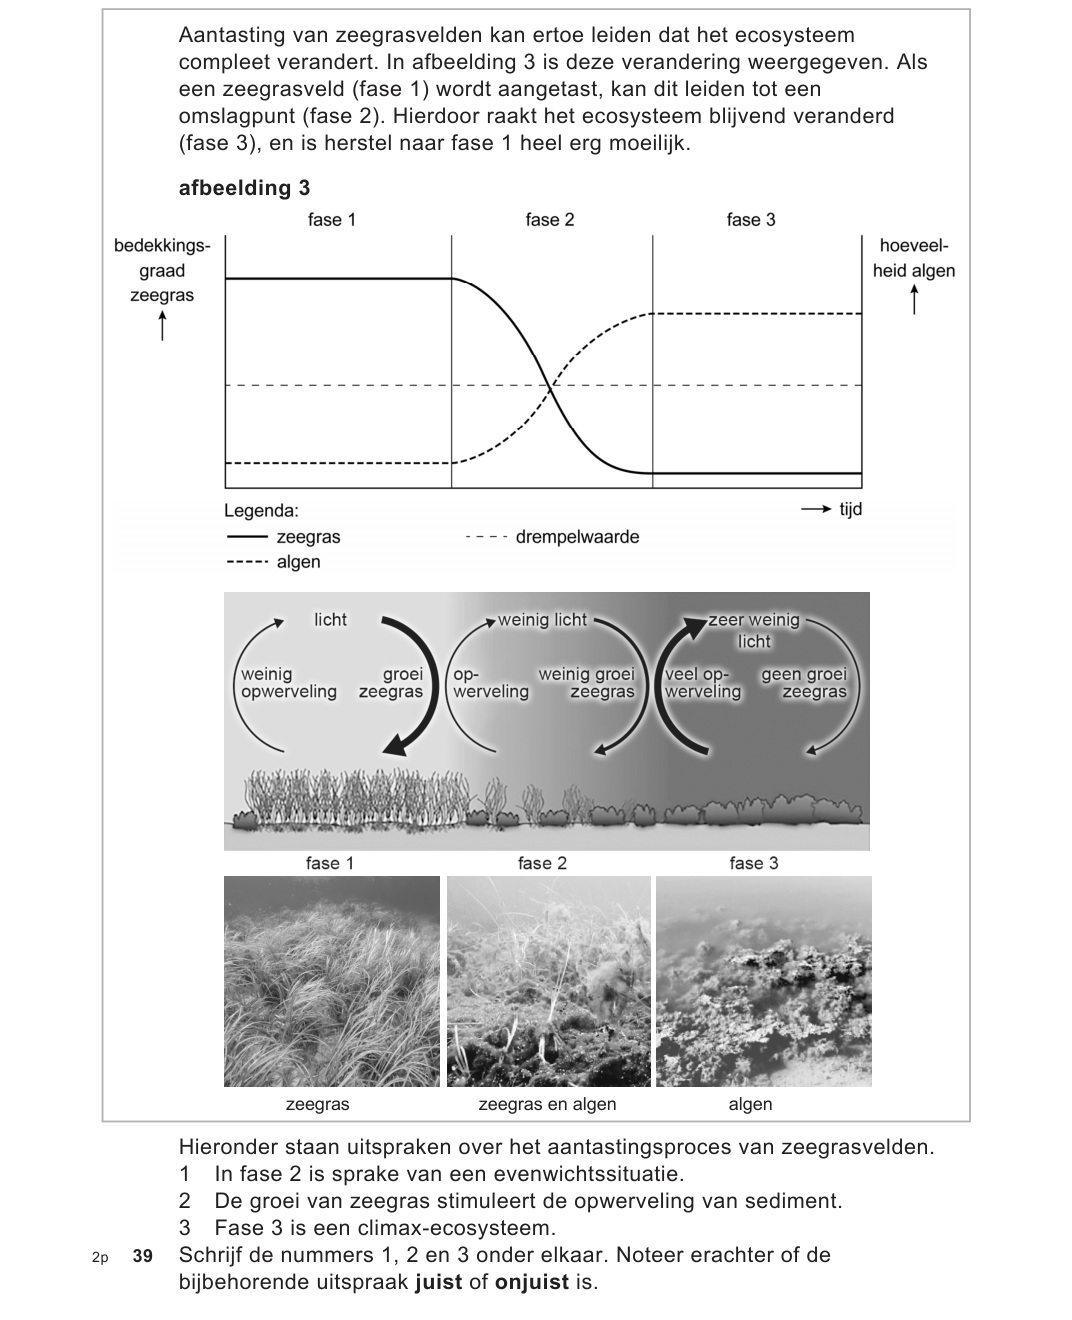 Aantasting van zeegrasvelden kan ertoe leiden dat het ecosysteem
compleet verandert. In afbeelding 3 is deze verandering weergegeven. Als
een zeegrasveld (fase 1) wordt aangetast, kan dit leiden tot een
omslagpunt (fase 2). Hierdoor raakt het ecosysteem blijvend veranderd
(fase 3), en is herstel naar fase 1 heel erg moeilijk.
afbeelding 3
fase 1 fase 2 fase 3
bedekkings-
graad
zeegras
hoeveel-
heid algen
tijd
Legenda:
zeegras
algen
drempelwaarde
licht
weinig
opwerveling
groei
zeegras
weinig licht
op-
werveling
weinig groei
zeegras
zeer weinig
licht
veel op-
werveling
geen groei
zeegras
fase 1 fase 2 fase 3
zeegras zeegras en algen algen
Hieronder staan uitspraken over het aantastingsproces van zeegrasvelden.
1 In fase 2 is sprake van een evenwichtssituatie.
2 De groei van zeegras stimuleert de opwerveling van sediment.
3 Fase 3 is een climax-ecosysteem.
2p 39 Schrijf de nummers 1, 2 en 3 onder elkaar. Noteer erachter of de
bijbehorende uitspraak juist of onjuist is.